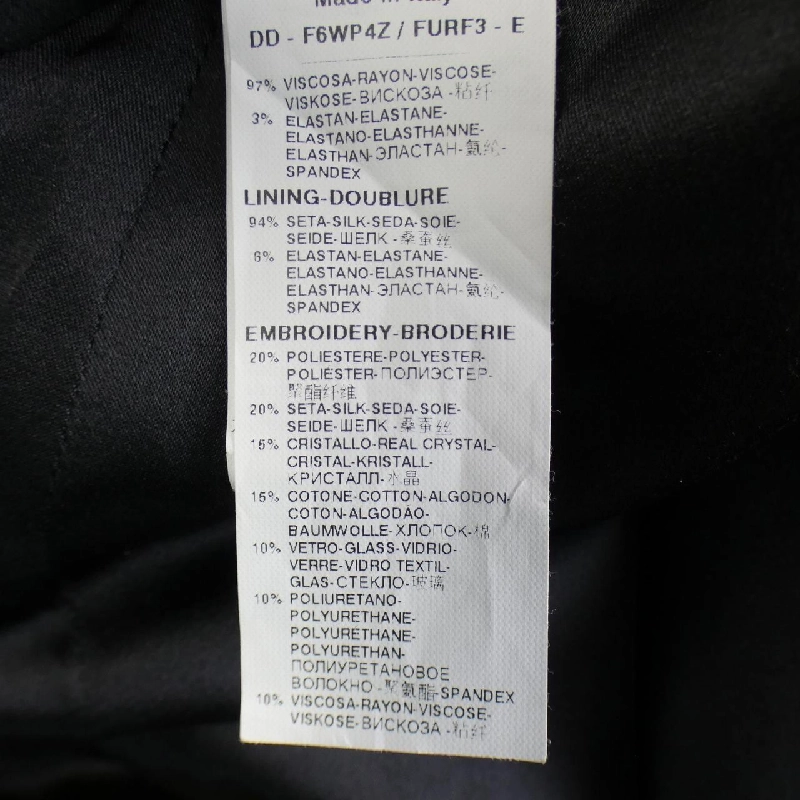 Made in Italy
DD - F6WP4Z / FURF3 - E
97% VISCOSA-RAYON-VISCOSE-
VISKOSE-ВИСКОЗА -粘纤
3% ELASTAN-ELASTANE-
ELASTANO-ELASTHANNE-
ELASTHAN-ЭЛАСТАН-氨纶-
SPANDEX
LINING-DOUBLURE
94% SETA-SILK-SEDA-SOIE-
SEIDE-ШЕЛК -桑蚕丝
6% ELASTAN-ELASTANE-
ELASTANO-ELASTHANNE-
ELASTHAN-ЭЛАСТАН-氨纶-
SPANDEX
EMBROIDERY-BRODERIE
20% POLIESTERE-POLYESTER-
POLIÉSTER-ПОЛИЭСТЕР-
聚酯纤维
20% SETA-SILK-SEDA-SOIE-
SEIDE-ШЕЛК -桑蚕丝
15% CRISTALLO-REAL CRYSTAL-
CRISTAL-KRISTALL-
КРИСТАЛЛ-水晶
15% COTONE-COTTON-ALGODON-
COTON-ALGODÃO-
BAUMWOLLE-ХЛОПОК-棉
10% VETRO-GLASS-VIDRIO-
VERRE-VIDRO TEXTIL-
GLAS-СТЕКЛО-玻璃
10% POLIURETANO-
POLYURETHANE-
POLYURETHANE-
POLYURETHAN-
ПОЛИУРЕТАНОВОЕ
ВОЛОКНО -聚氨酯-SPANDEX
10% VISCOSA-RAYON-VISCOSE-
VISKOSE-ВИСКОЗА -粘纤